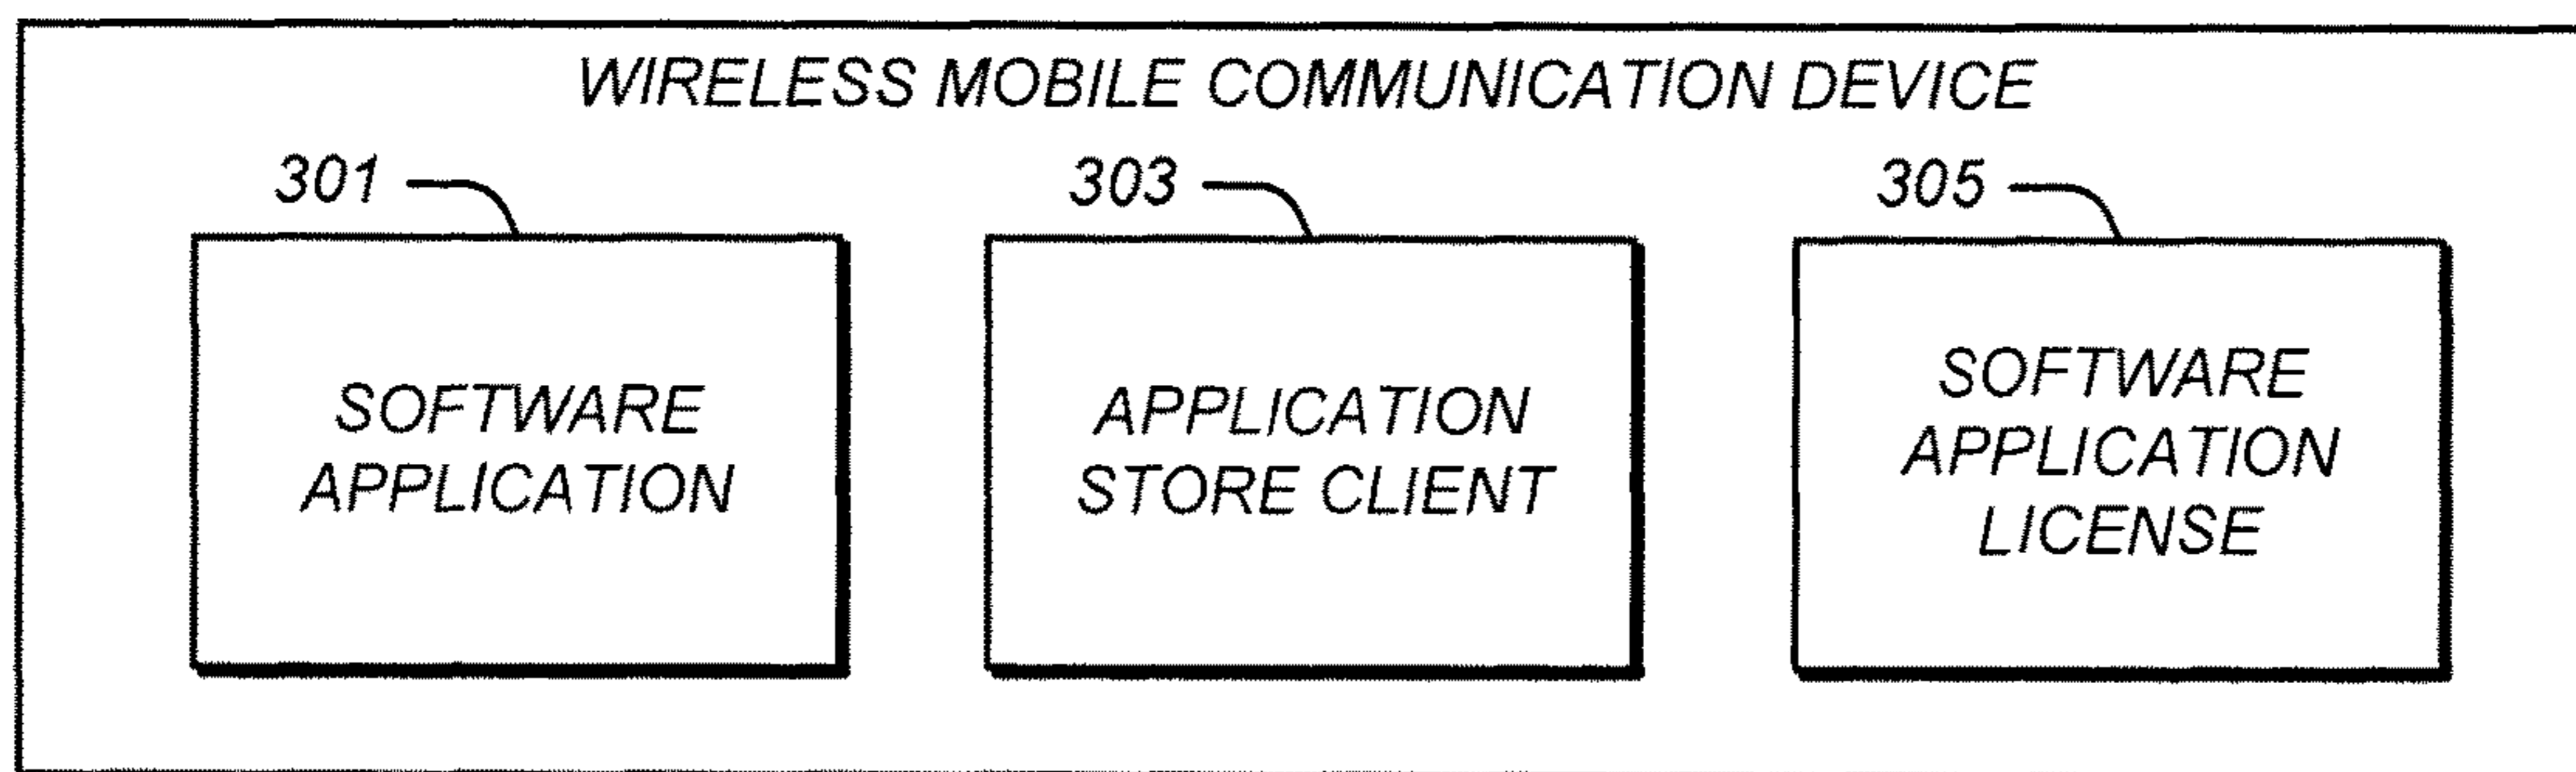 WIRELESS MOBILE COMMUNICATION DEVICE
301
303
305
SOFTWARE
APPLICATION
APPLICATION
STORE CLIENT
SOFTWARE
APPLICATION
LICENSE